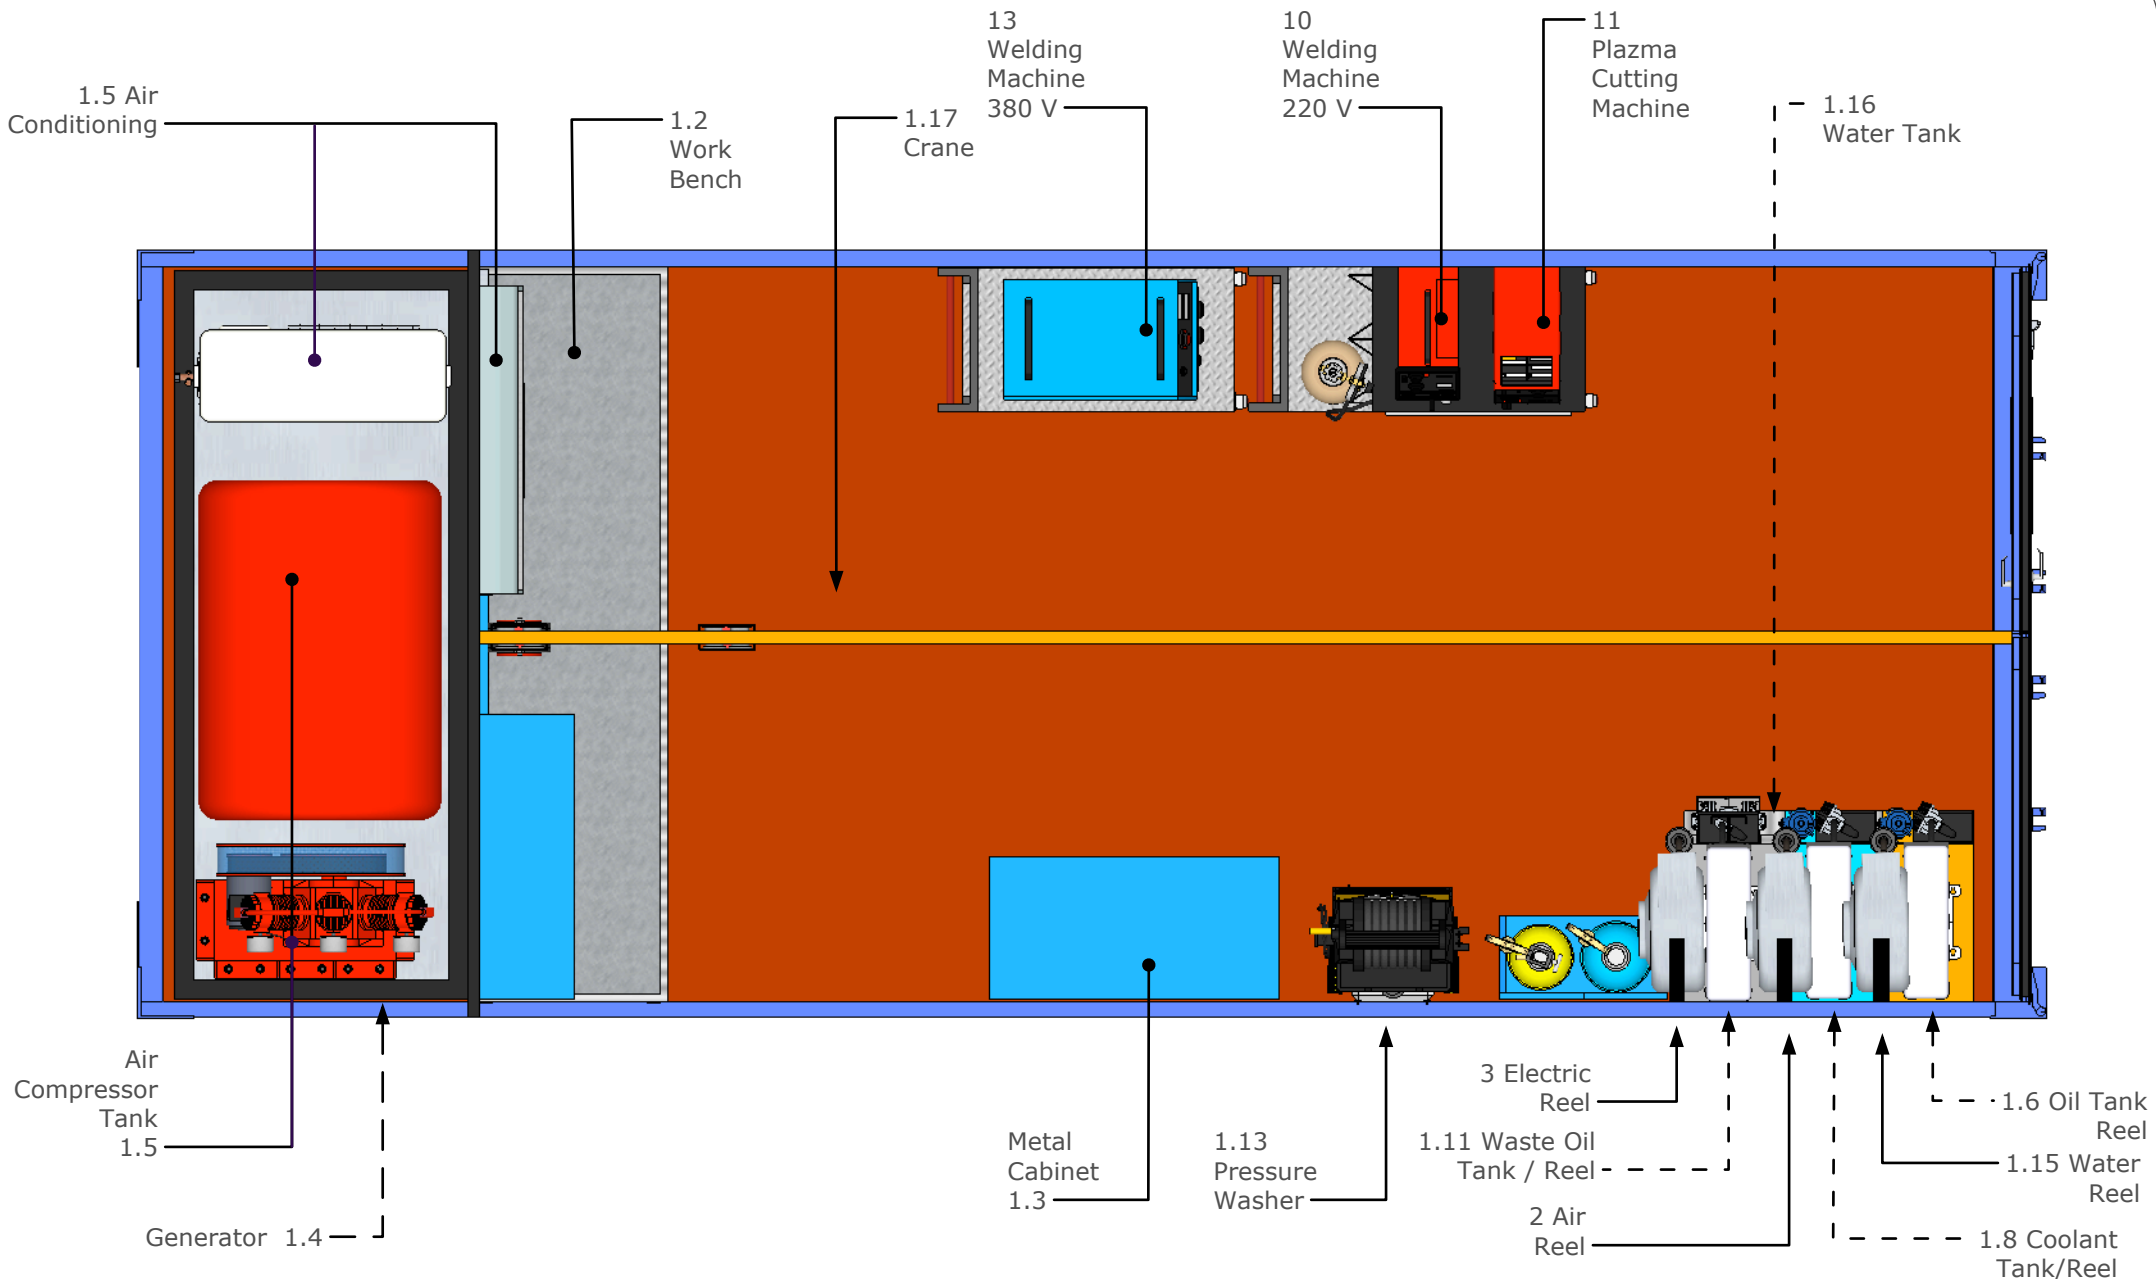 13
Welding
Machine
380 V
10
Welding
Machine
220 V
11
Plazma
Cutting
Machine
1.5 Air
Conditioning
1.2
Work
Bench
1.17
Crane
1.16
Water Tank
Air
Compressor
Tank
1.5
Generator 1.4
Metal
Cabinet
1.3
1.13
Pressure
Washer
3 Electric
Reel
1.11 Waste Oil
Tank / Reel
2 Air
Reel
1.6 Oil Tank
Reel
1.15 Water
Reel
1.8 Coolant
Tank/Reel